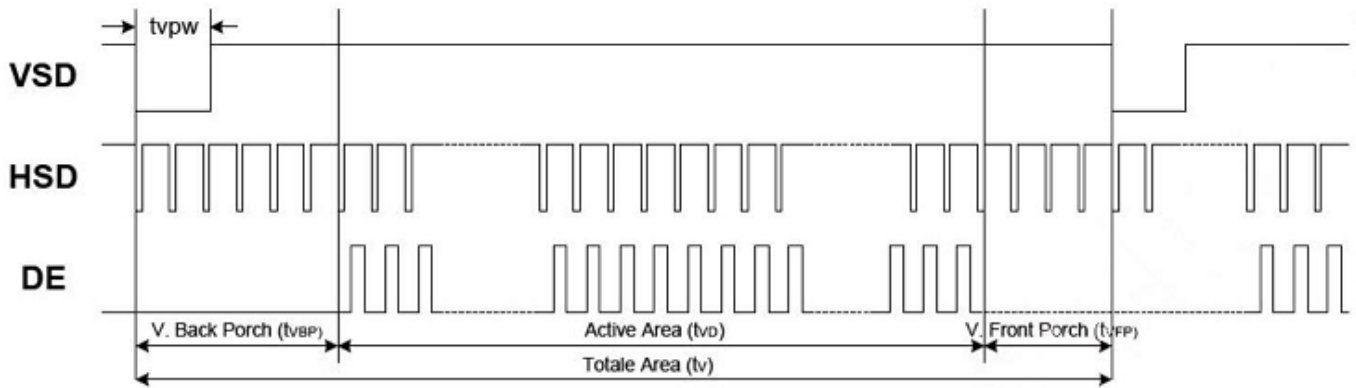 tvpw
VSD
HSD
DE
V. Back Porch (tVBP)
Active Area (tVD)
V. Front Porch (tVFP)
Totale Area (tV)